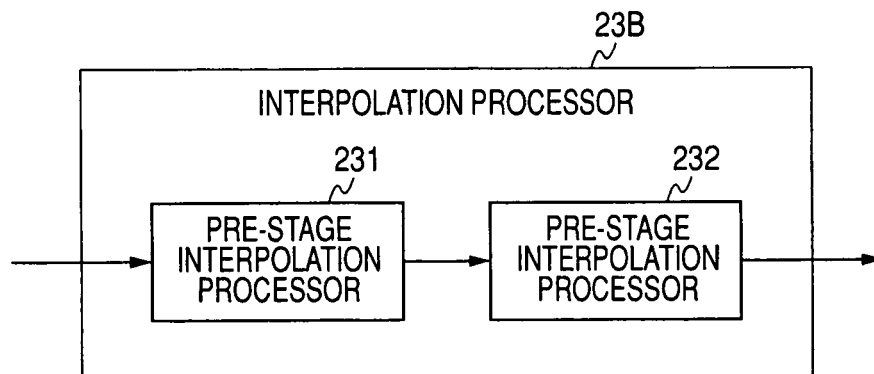 23B
INTERPOLATION PROCESSOR
231
232
PRE-STAGE
INTERPOLATION
PROCESSOR
PRE-STAGE
INTERPOLATION
PROCESSOR